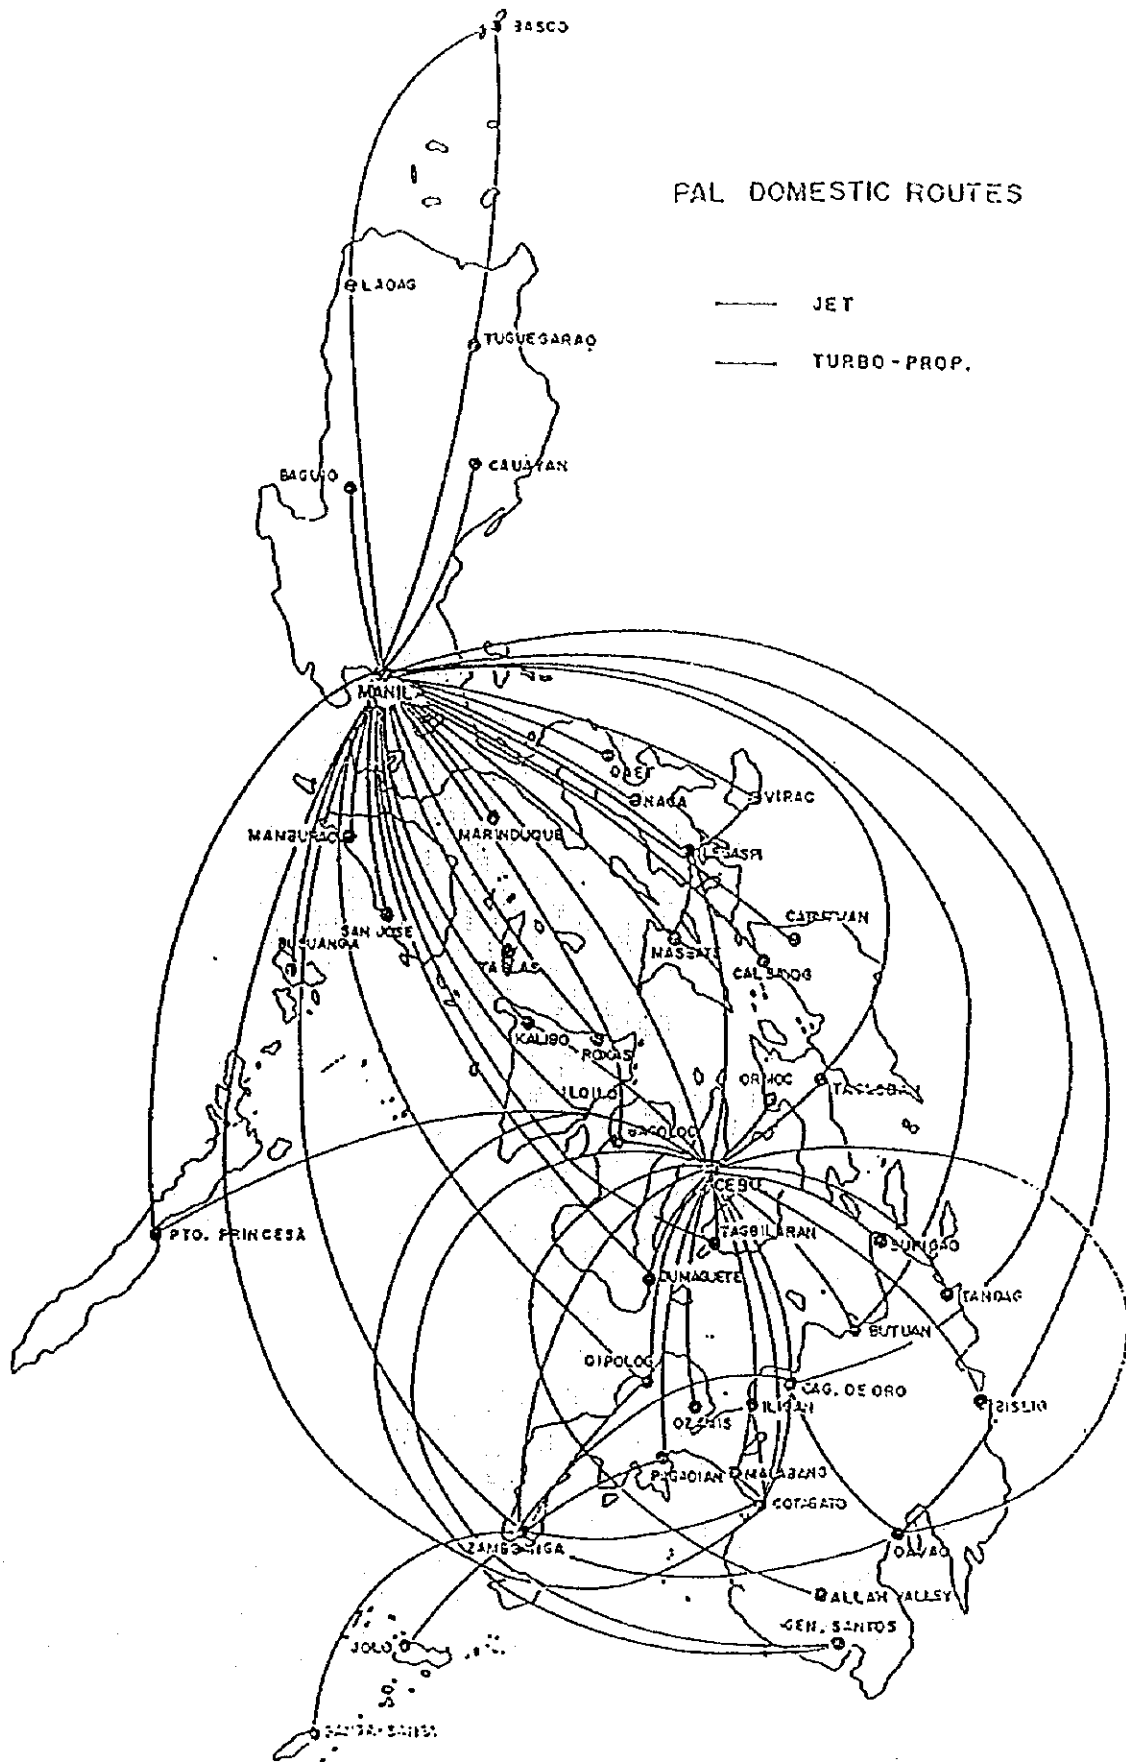 BASCO
PAL DOMESTIC ROUTES
LAOAG
JET
TUGUEGARAO
TURBO-PROP.
CAUAYAN
BAGUIO
MANILA
DAET
NAGA
VIRAC
MAMBURAO
MARINDUQUE
LEGASPI
SAN JOSE
CATARMAN
BUSUANGA
TABLAS
MASBATE
CALBAYOG
KALIBO
ROXAS
ORMOC
TACLOBAN
ILOILO
BACOLOD
CEBU
PTO. PRINCESA
TAGBILARAN
SURIGAO
DUMAGUETE
TANDAG
BUTUAN
DIPOLOG
CAG. DE ORO
OZAMIS
ILIGAN
BISLIG
PAGADIAN
MALABANG
COTABATO
ZAMBOANGA
DAVAO
ALLAH VALLEY
GEN. SANTOS
JOLO